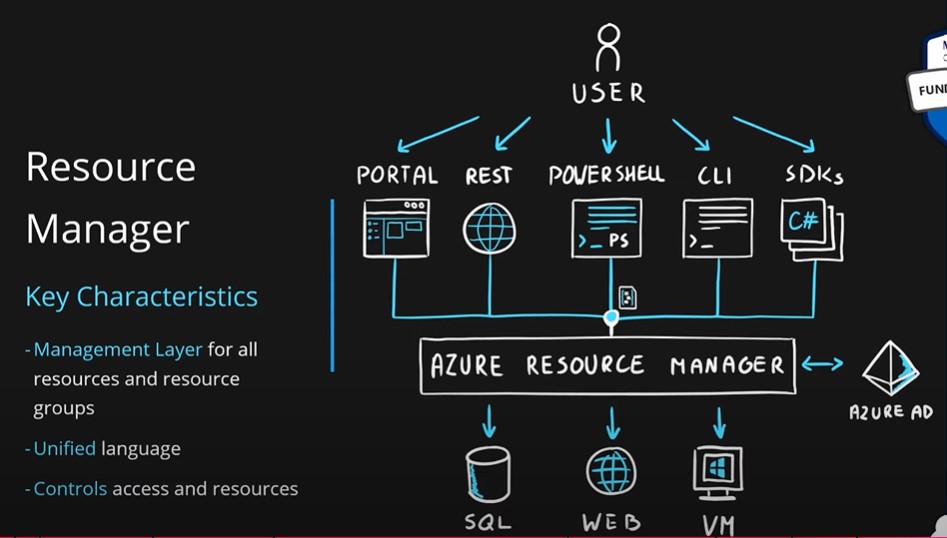 Resource
Manager
Key Characteristics
- Management Layer for all
resources and resource
groups
- Unified language
- Controls access and resources
USER
PORTAL REST POWERSHELL CLI SDKs
C#
>_ PS >_
AZURE RESOURCE MANAGER
AZURE AD
SQL WEB VM